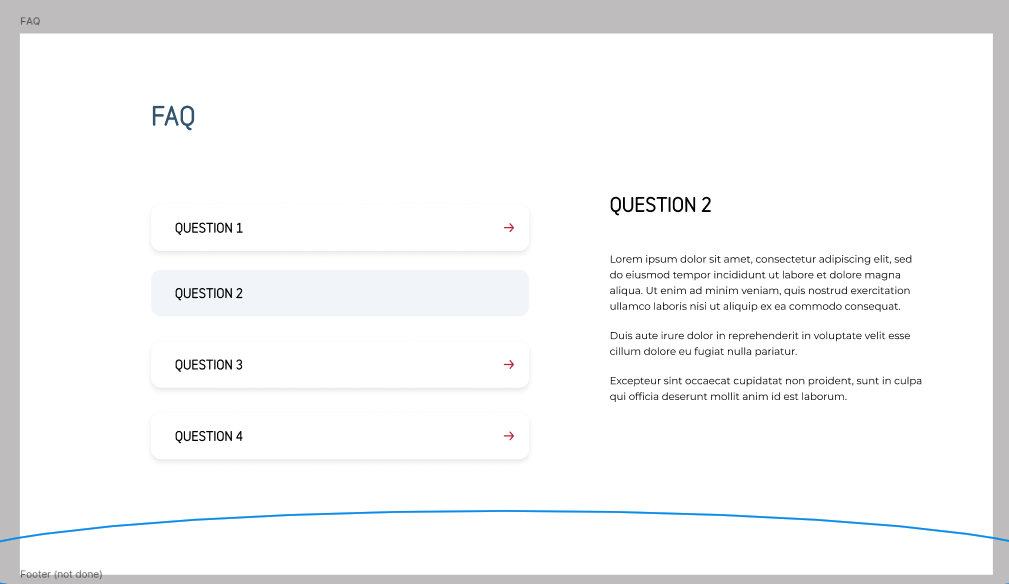 FAQ
FAQ
QUESTION 1
QUESTION 2
QUESTION 3
QUESTION 4
QUESTION 2
Lorem ipsum dolor sit amet, consectetur adipiscing elit, sed
do eiusmod tempor incididunt ut labore et dolore magna
aliqua. Ut enim ad minim veniam, quis nostrud exercitation
ullamco laboris nisi ut aliquip ex ea commodo consequat.
Duis aute irure dolor in reprehenderit in voluptate velit esse
cillum dolore eu fugiat nulla pariatur.
Excepteur sint occaecat cupidatat non proident, sunt in culpa
qui officia deserunt mollit anim id est laborum.
Footer (not done)